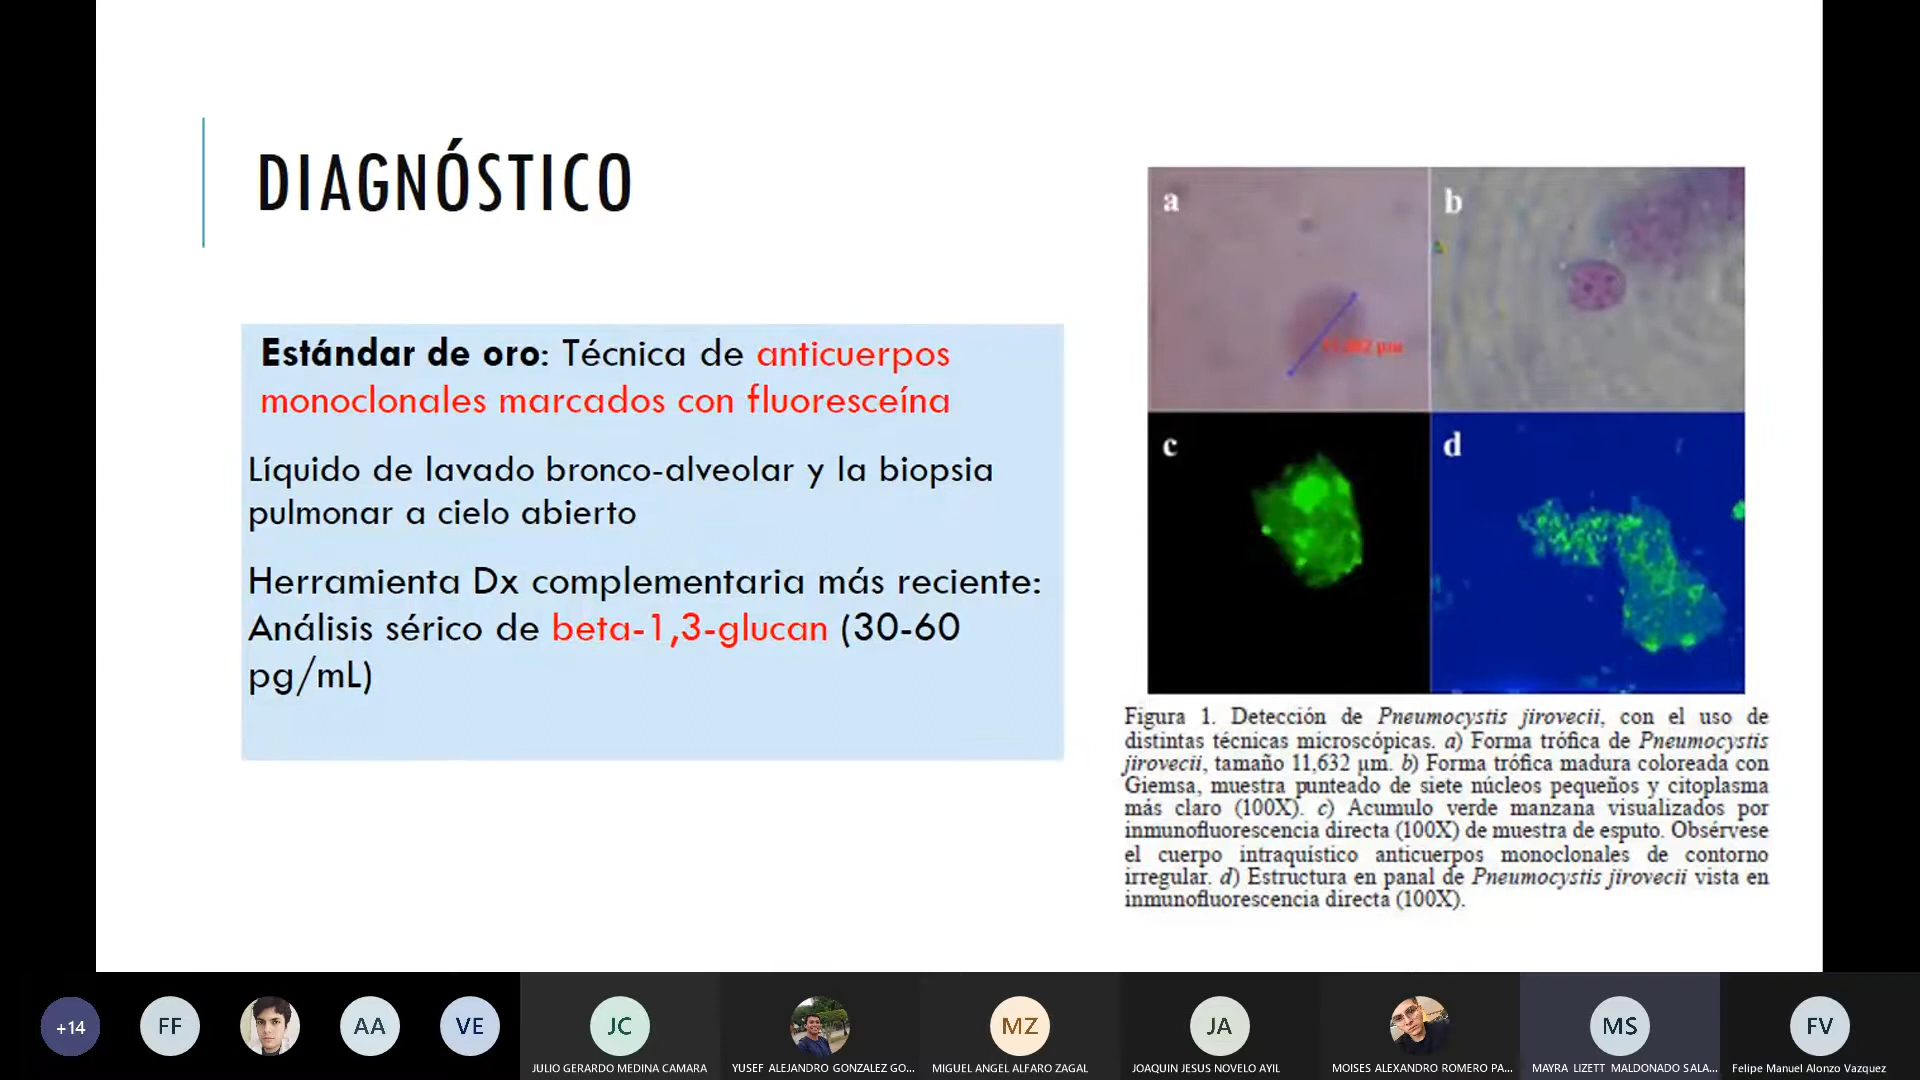 DIAGNÓSTICO
Estándar de oro: Técnica de anticuerpos
monoclonales marcados con fluoresceína
Líquido de lavado bronco-alveolar y la biopsia
pulmonar a cielo abierto
Herramienta Dx complementaria más reciente:
Análisis sérico de beta-1,3-glucan (30-60
pg/mL)
a
b
c
d
Figura 1. Detección de Pneumocystis jirovecii, con el uso de
distintas técnicas microscópicas. a) Forma trófica de Pneumocystis
jirovecii, tamaño 11,632 µm. b) Forma trófica madura coloreada con
Giemsa, muestra punteado de siete núcleos pequeños y citoplasma
más claro (100X). c) Acumulo verde manzana visualizados por
inmunofluorescencia directa (100X) de muestra de esputo. Obsérvese
el cuerpo intraquístico anticuerpos monoclonales de contorno
irregular. d) Estructura en panal de Pneumocystis jirovecii vista en
inmunofluorescencia directa (100X).
+14
FF
AA
VE
JC
MZ
JA
MS
FV
JULIO GERARDO MEDINA CAMARA
YUSEF ALEJANDRO GONZALEZ GO...
MIGUEL ANGEL ALFARO ZAGAL
JOAQUIN JESUS NOVELO AYIL
MOISES ALEXANDRO ROMERO PA...
MAYRA LIZETT MALDONADO SALA...
Felipe Manuel Alonzo Vazquez